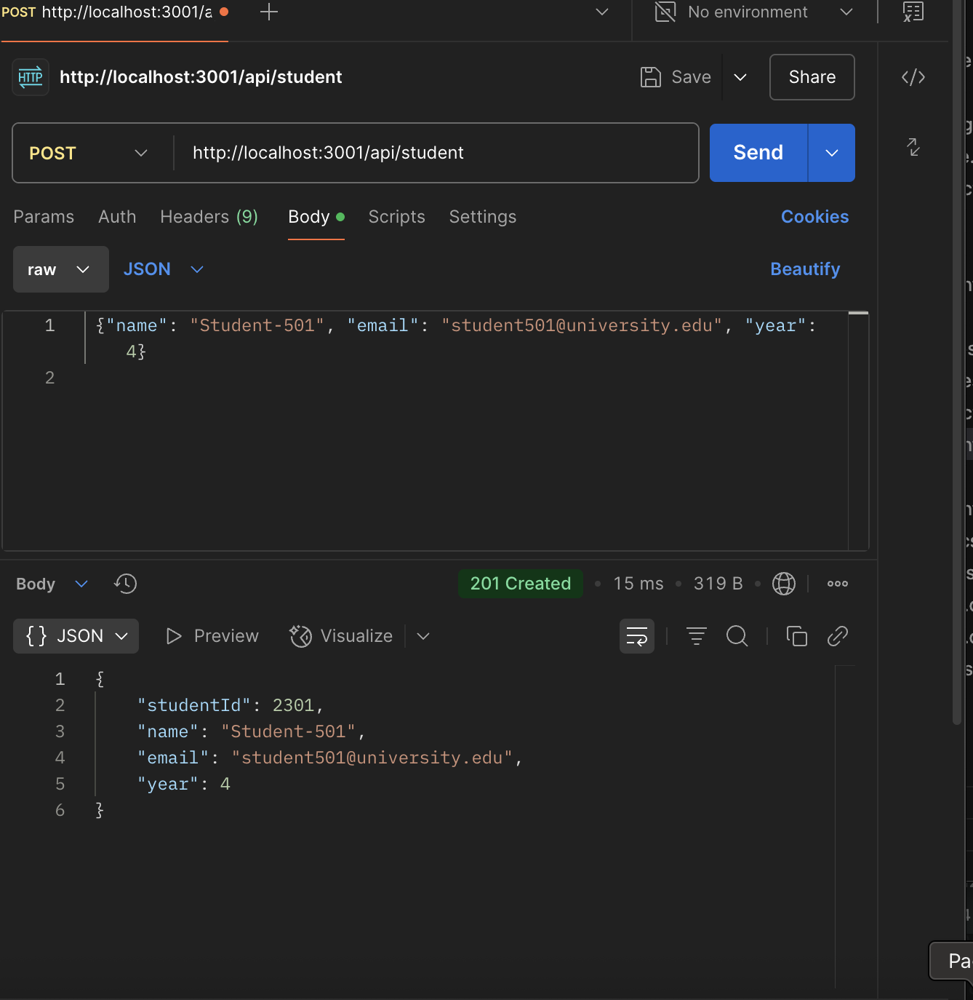 POST http://localhost:3001/a
No environment
HTTP http://localhost:3001/api/student
Save
Share
POST
http://localhost:3001/api/student
Send
Params Auth Headers (9) Body Scripts Settings Cookies
raw JSON Beautify
1 {"name": "Student-501", "email": "student501@university.edu", "year":
4}
2
Body 201 Created 15 ms 319 B
{} JSON Preview Visualize
1 {
2 "studentId": 2301,
3 "name": "Student-501",
4 "email": "student501@university.edu",
5 "year": 4
6 }